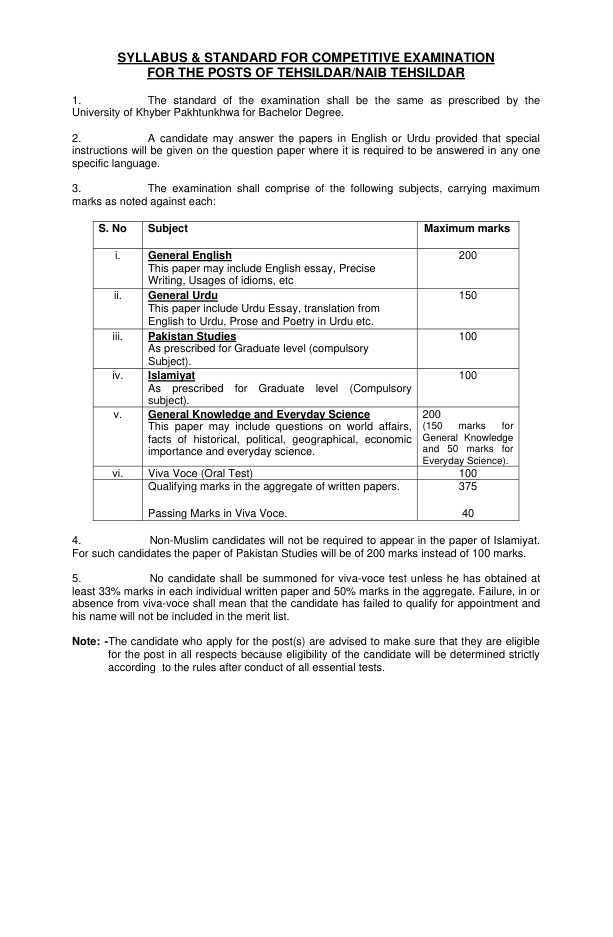 SYLLABUS & STANDARD FOR COMPETITIVE EXAMINATION
FOR THE POSTS OF TEHSILDAR/NAIB TEHSILDAR
1. The standard of the examination shall be the same as prescribed by the
University of Khyber Pakhtunkhwa for Bachelor Degree.
2. A candidate may answer the papers in English or Urdu provided that special
instructions will be given on the question paper where it is required to be answered in any one
specific language.
3. The examination shall comprise of the following subjects, carrying maximum
marks as noted against each:
S. No Subject Maximum marks
i. General English 200
This paper may include English essay, Precise
Writing, Usages of idioms, etc
ii. General Urdu 150
This paper include Urdu Essay, translation from
English to Urdu, Prose and Poetry in Urdu etc.
iii. Pakistan Studies 100
As prescribed for Graduate level (compulsory
Subject).
iv. Islamiyat 100
As prescribed for Graduate level (Compulsory
subject).
v. General Knowledge and Everyday Science 200
This paper may include questions on world affairs,
facts of historical, political, geographical, economic
importance and everyday science.
(150 marks for
General Knowledge
and 50 marks for
Everyday Science).
vi. Viva Voce (Oral Test) 100
Qualifying marks in the aggregate of written papers. 375
Passing Marks in Viva Voce. 40
4. Non-Muslim candidates will not be required to appear in the paper of Islamiyat.
For such candidates the paper of Pakistan Studies will be of 200 marks instead of 100 marks.
5. No candidate shall be summoned for viva-voce test unless he has obtained at
least 33% marks in each individual written paper and 50% marks in the aggregate. Failure, in or
absence from viva-voce shall mean that the candidate has failed to qualify for appointment and
his name will not be included in the merit list.
Note: -The candidate who apply for the post(s) are advised to make sure that they are eligible
for the post in all respects because eligibility of the candidate will be determined strictly
according to the rules after conduct of all essential tests.